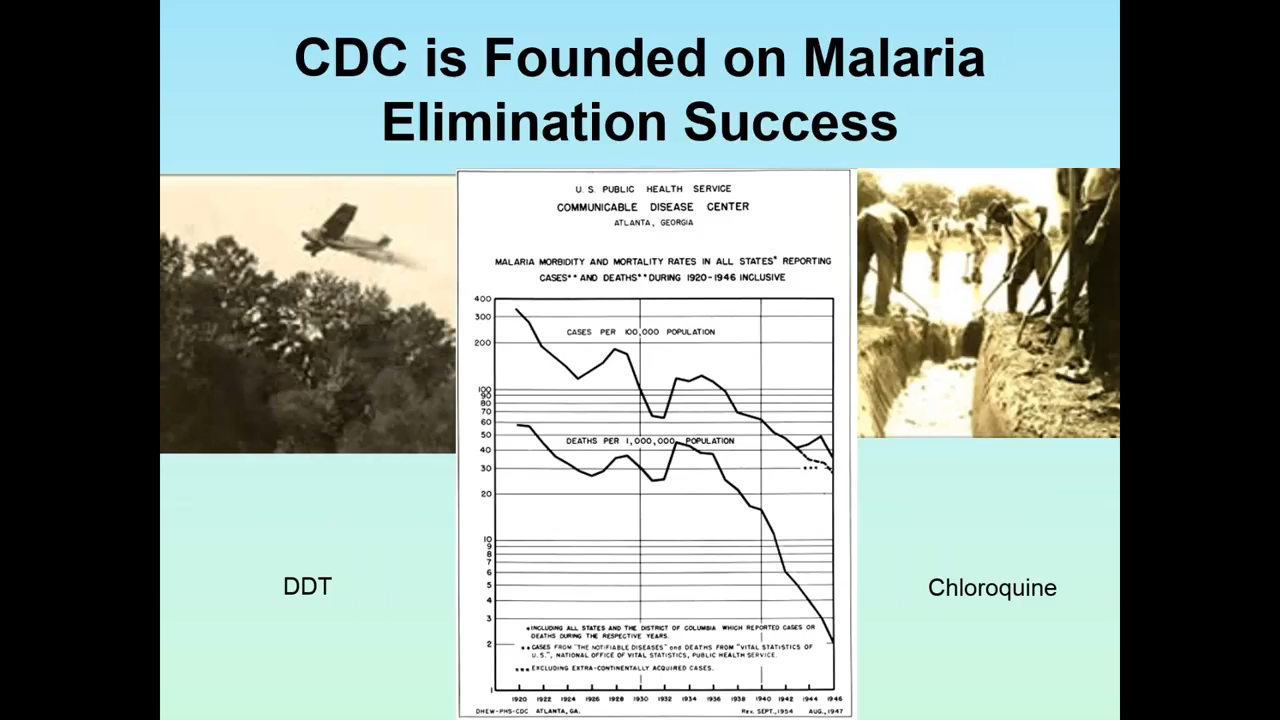 CDC is Founded on Malaria
Elimination Success
U. S. PUBLIC HEALTH SERVICE
COMMUNICABLE DISEASE CENTER
ATLANTA, GEORGIA
MALARIA MORBIDITY AND MORTALITY RATES IN ALL STATES* REPORTING
CASES** AND DEATHS** DURING 1920-1946 INCLUSIVE
400
300
200
100
90
80
70
60
50
40
30
20
10
9
8
7
6
5
4
3
2
1
CASES PER 100,000 POPULATION
DEATHS PER 1,000,000 POPULATION
***
*INCLUDING ALL STATES AND THE DISTRICT OF COLUMBIA WHICH REPORTED CASES OR
DEATHS DURING THE RESPECTIVE YEARS.
**CASES FROM "THE NOTIFIABLE DISEASES" and DEATHS FROM "VITAL STATISTICS OF
U. S.", NATIONAL OFFICE OF VITAL STATISTICS, PUBLIC HEALTH SERVICE.
***EXCLUDING EXTRA-CONTINENTALLY ACQUIRED CASES.
1920 1922 1924 1926 1928 1930 1932 1934 1936 1938 1940 1942 1944 1946
DHEW-PHS-CDC ATLANTA, GA. Rev. SEPT., 1954 AUG., 1947
DDT
Chloroquine